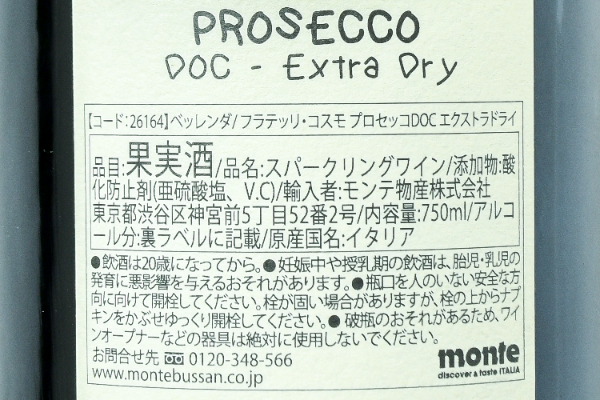 PROSECCO
DOC - Extra Dry
【コード:26164】ベッレンダ/フラテッリ・コスモ プロセッコDOC エクストラドライ
品目:果実酒/品名:スパークリングワイン/添加物:酸
化防止剤(亜硫酸塩、V.C)/輸入者:モンテ物産株式会社
東京都渋谷区神宮前5丁目52番2号/内容量:750ml/アルコ
ール分:裏ラベルに記載/原産国名:イタリア
●飲酒は20歳になってから。●妊娠中や授乳期の飲酒は、胎児・乳児の
発育に悪影響を与えるおそれがあります。●瓶口を人のいない安全な方
向に向けて開栓してください。栓が固い場合がありますが、栓の上からナプ
キンをかぶせゆっくり開栓してください。●破瓶のおそれがあるため、ワイ
ンオープナーなどの器具は絶対に使用しないでください。
お問合せ先 0120-348-566
www.montebussan.co.jp
monte
discover & taste ITALIA